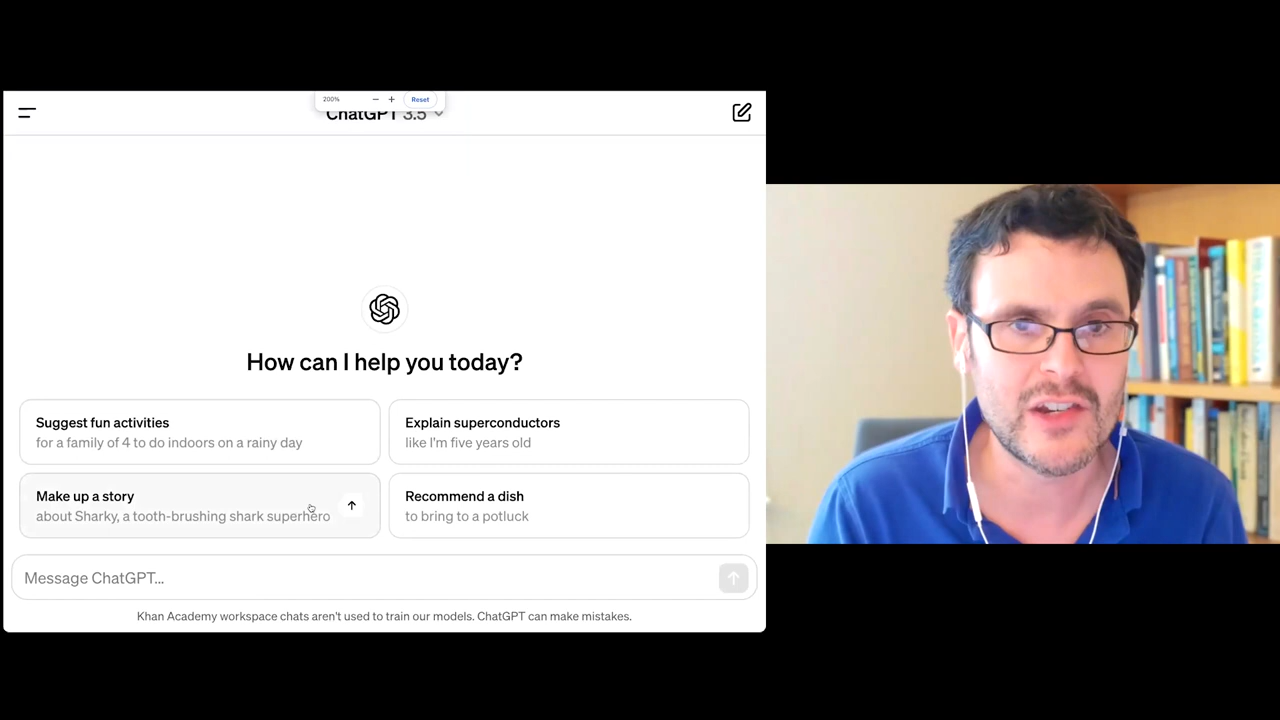 200% − + Reset
ChatGPT 3.5
How can I help you today?
Suggest fun activities
for a family of 4 to do indoors on a rainy day
Explain superconductors
like I'm five years old
Make up a story
about Sharky, a tooth-brushing shark superhero
Recommend a dish
to bring to a potluck
Message ChatGPT...
Khan Academy workspace chats aren't used to train our models. ChatGPT can make mistakes.